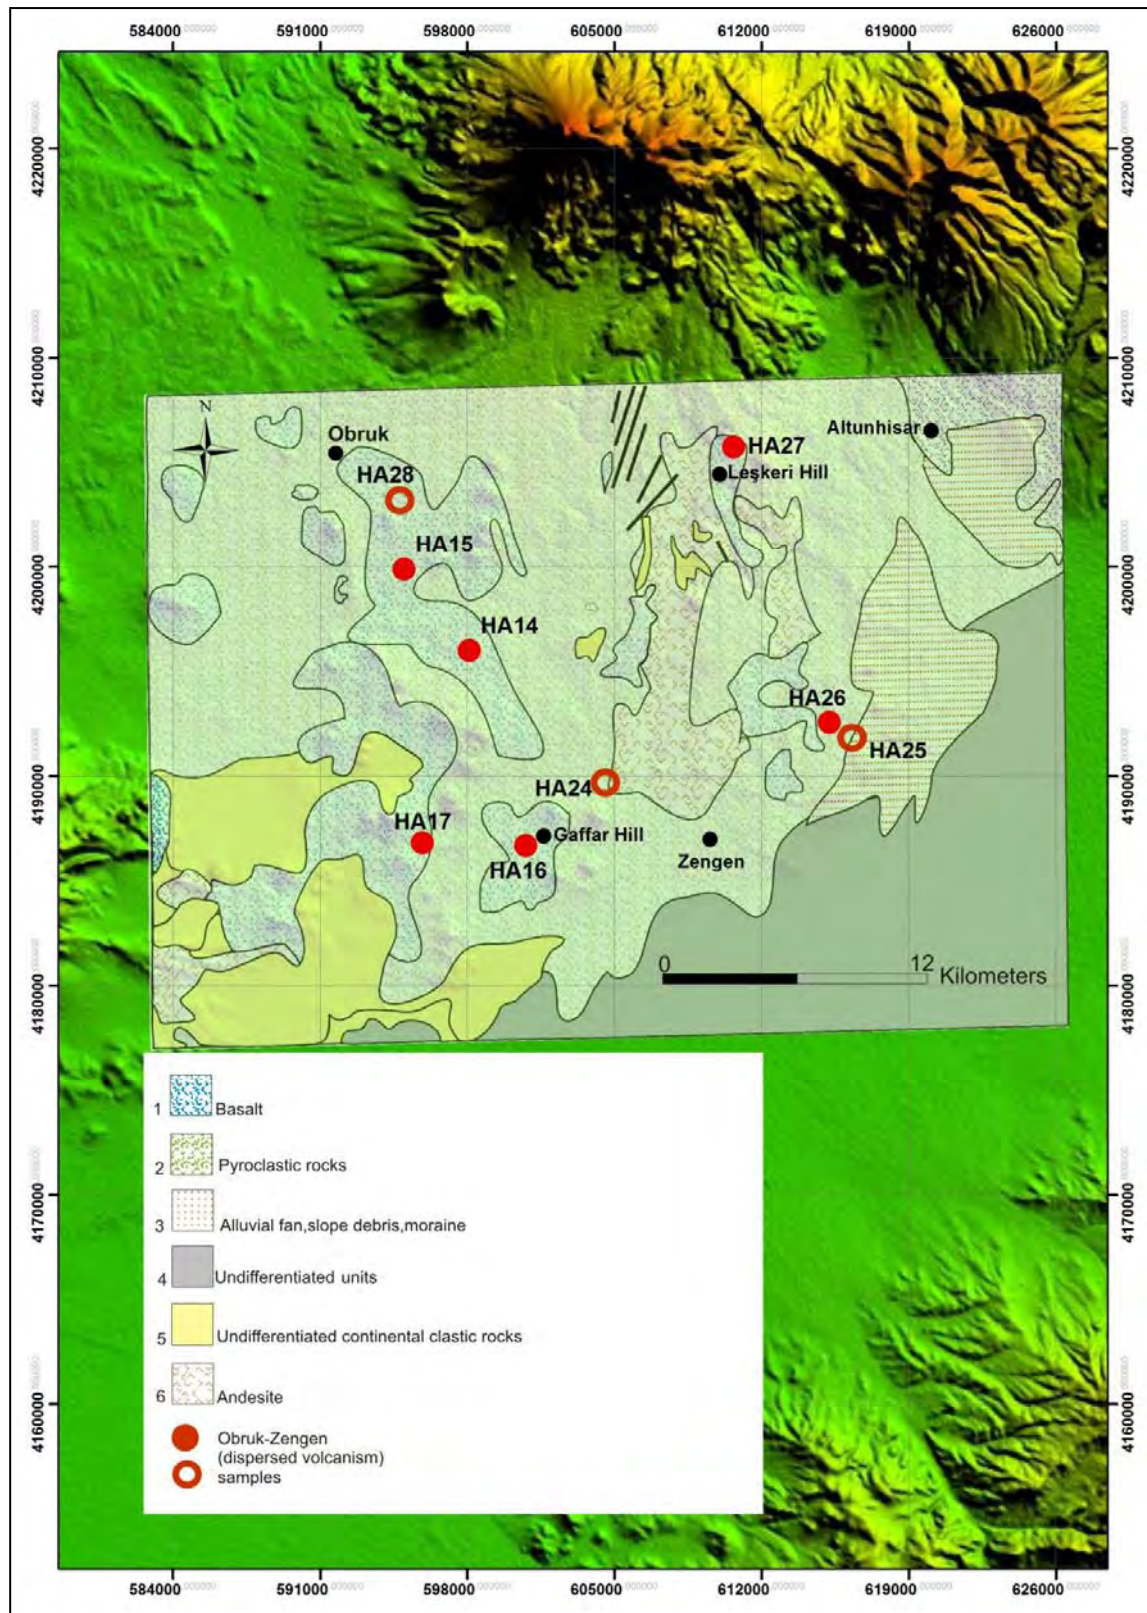 584000 591000 598000 605000 612000 619000 626000
4220000 4220000
4210000 4210000
N
Obruk
Altunhisar
HA27
Leşkeri Hill
HA28
HA15
4200000 4200000
HA14
HA26
HA25
4190000 4190000
HA24
HA17
Gaffar Hill
HA16
Zengen
0 12
Kilometers
4180000 4180000
1 Basalt
2 Pyroclastic rocks
4170000 4170000
3 Alluvial fan,slope debris,moraine
4 Undifferentiated units
5 Undifferentiated continental clastic rocks
6 Andesite
4160000 4160000
Obruk-Zengen
(dispersed volcanism)
samples
584000 591000 598000 605000 612000 619000 626000